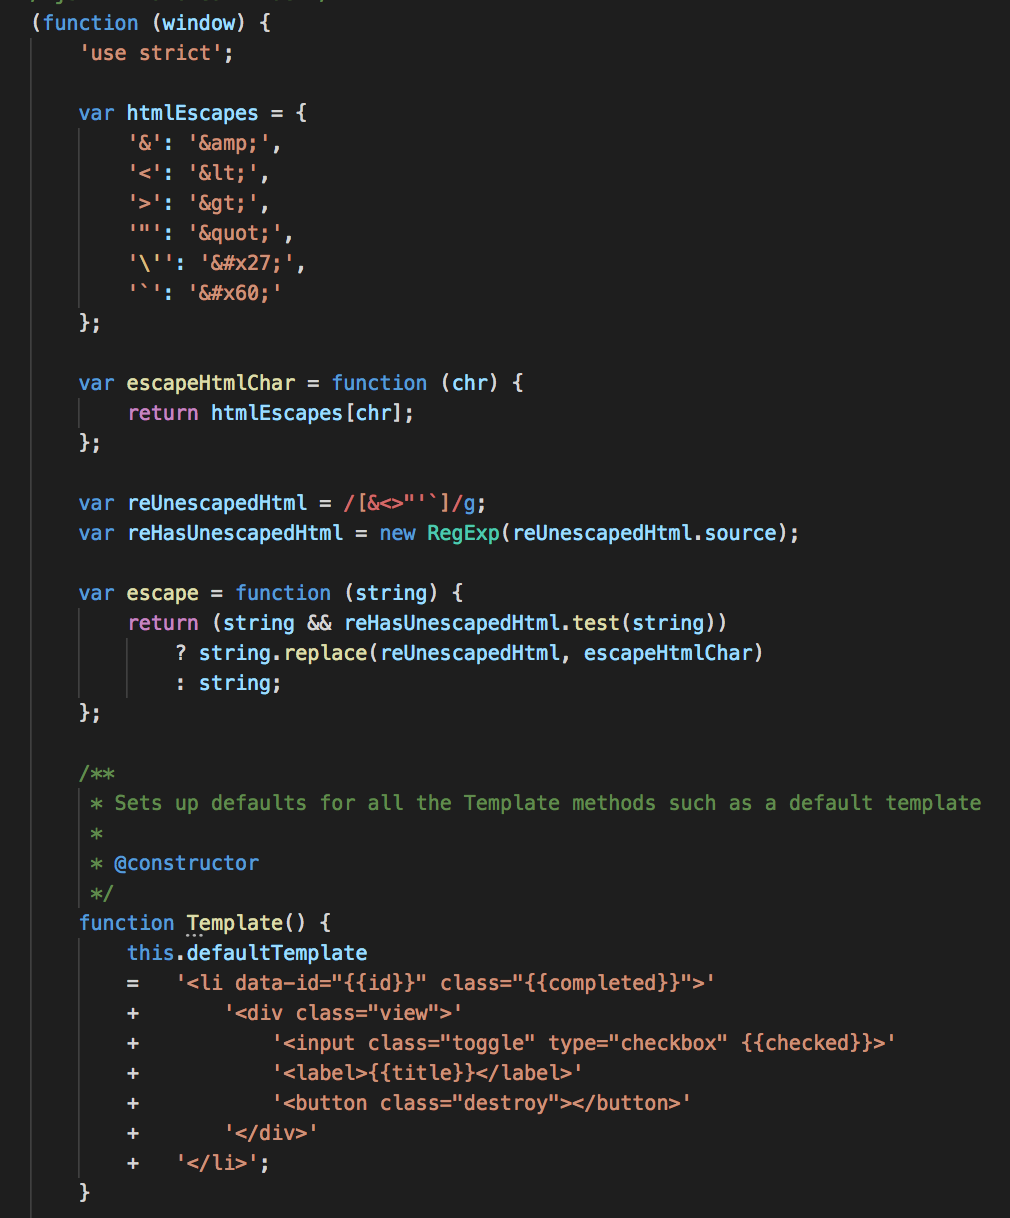 (function (window) {
    'use strict';

    var htmlEscapes = {
        '&': '&amp;',
        '<': '&lt;',
        '>': '&gt;',
        '"': '&quot;',
        '\'': '&#x27;',
        '`': '&#x60;'
    };

    var escapeHtmlChar = function (chr) {
        return htmlEscapes[chr];
    };

    var reUnescapedHtml = /[&<>"'`]/g;
    var reHasUnescapedHtml = new RegExp(reUnescapedHtml.source);

    var escape = function (string) {
        return (string && reHasUnescapedHtml.test(string))
            ? string.replace(reUnescapedHtml, escapeHtmlChar)
            : string;
    };

    /**
     * Sets up defaults for all the Template methods such as a default template
     *
     * @constructor
     */
    function Template() {
        this.defaultTemplate
        =   '<li data-id="{{id}}" class="{{completed}}">'
        +       '<div class="view">'
        +           '<input class="toggle" type="checkbox" {{checked}}>'
        +           '<label>{{title}}</label>'
        +           '<button class="destroy"></button>'
        +       '</div>'
        +   '</li>';
    }